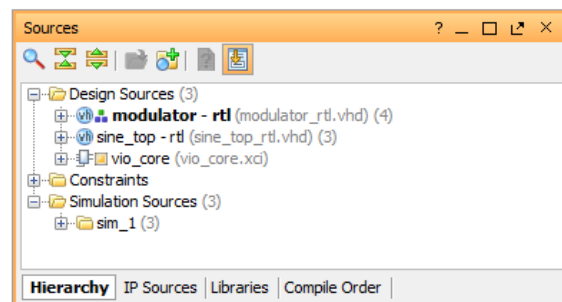 Sources ? _ □ ×
Design Sources (3)
vh modulator - rtl (modulator_rtl.vhd) (4)
vh sine_top - rtl (sine_top_rtl.vhd) (3)
vio_core (vio_core.xci)
Constraints
Simulation Sources (3)
sim_1 (3)
Hierarchy IP Sources Libraries Compile Order